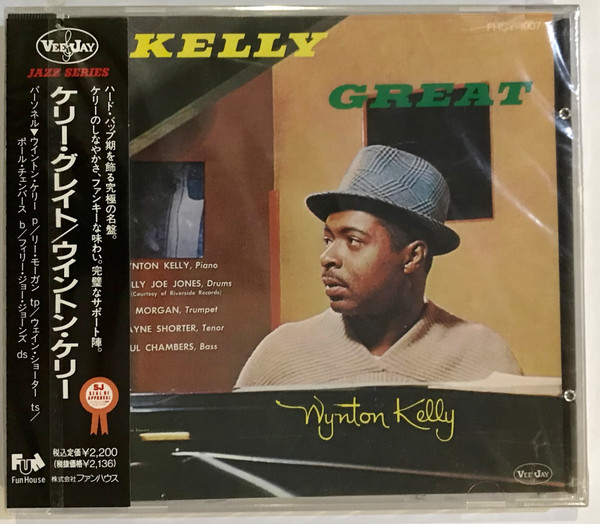 VEE JAY
JAZZ SERIES
ケリー・グレイト/ウイントン・ケリー
ハード・バップ期を飾る究極の名盤。
ケリーのしなやかさ、ファンキーな味わい。完璧なサポート陣。
パーソネル▼ウイントン・ケリー p/リー・モーガン tp/ウェイン・ショーター ts/
ポール・チェンバース b/フィリー・ジョー・ジョーンズ ds
SJ
SEAL OF
APPROVAL
税込定価¥2,200
(税抜価格¥2,136)
Fun House
株式会社ファンハウス
KELLY
GREAT
YNTON KELLY, Piano
LLY JOE JONES, Drums
(Courtesy of Riverside Records)
MORGAN, Trumpet
AYNE SHORTER, Tenor
UL CHAMBERS, Bass
Wynton Kelly
VEE JAY